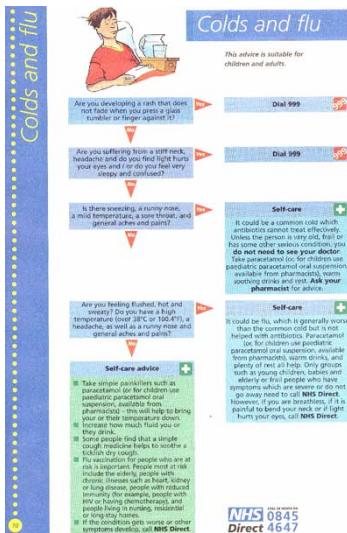 Colds and flu
Colds and flu
This advice is suitable for
children and adults.
Are you developing a rash that does
not fade when you press a glass
tumbler or finger against it?
Yes
Dial 999
999
No
Are you suffering from a stiff neck,
headache and do you find light hurts
your eyes and / or do you feel very
sleepy and confused?
Yes
Dial 999
999
No
Is there sneezing, a runny nose,
a mild temperature, a sore throat, and
general aches and pains?
Yes
Self-care
It could be a common cold which
antibiotics cannot treat effectively.
Unless the person is very old, frail or
has some other serious condition, you
do not need to see your doctor.
Take paracetamol (or for children use
paediatric paracetamol oral suspension
available from pharmacists), warm
soothing drinks and rest. Ask your
pharmacist for advice.
No
Are you feeling flushed, hot and
sweaty? Do you have a high
temperature (over 38°C or 100.4°F), a
headache, as well as a runny nose and
general aches and pains?
Yes
Self-care
It could be flu, which is generally worse
than the common cold but is not
helped with antibiotics. Paracetamol
(or, for children use paediatric
paracetamol oral suspension, available
from pharmacists), warm drinks, and
plenty of rest all help. Only groups
such as young children, babies and
elderly or frail people who have
symptoms which are severe or do not
go away need to call NHS Direct.
however, if you are breathless, if it is
painful to bend your neck or if light
hurts your eyes, call NHS Direct.
No
Self-care advice
Take simple painkillers such as
paracetamol (or for children use
paediatric paracetamol oral
suspension, available from
pharmacists) – this will help to bring
your or their temperature down.
Increase how much fluid you or
they drink.
Some people find that a simple
cough medicine helps to soothe a
ticklish dry cough.
Flu vaccination for people who are at
risk is important. People most at risk
include the elderly, people with
chronic illnesses such as heart, kidney
or lung disease, people with reduced
immunity (for example, people with
HIV or having chemotherapy), and
people living in nursing, residential
or long-stay homes.
If the condition gets worse or other
symptoms develop, call NHS Direct.
NHS
Direct
0845
4647